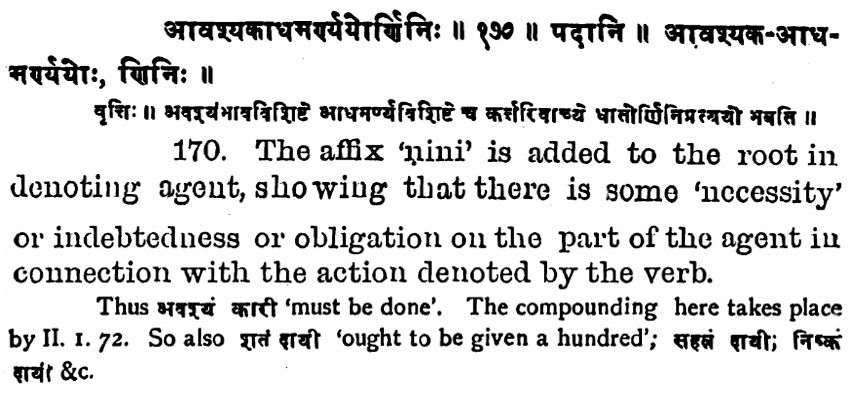 आवश्यकाधमर्ण्ययोर्णिनिः ॥ १७० ॥ पदानि ॥ आवश्यक-आध-
मर्ण्ययोः, णिनिः ॥
वृत्तिः ॥ अवश्यंभावविशिष्टे आधमर्ण्यविशिष्टे च कर्त्तरिवाच्ये धातोर्णिनिप्रत्ययो भवति ॥
170. The affix ‘ṇini’ is added to the root in
denoting agent, showing that there is some ‘necessity’
or indebtedness or obligation on the part of the agent in
connection with the action denoted by the verb.
Thus अवश्यं कारी ‘must be done’. The compounding here takes place
by II. 1. 72. So also शतं दायी ‘ought to be given a hundred’; सहस्रं दायी; निष्कं
दायी &c.